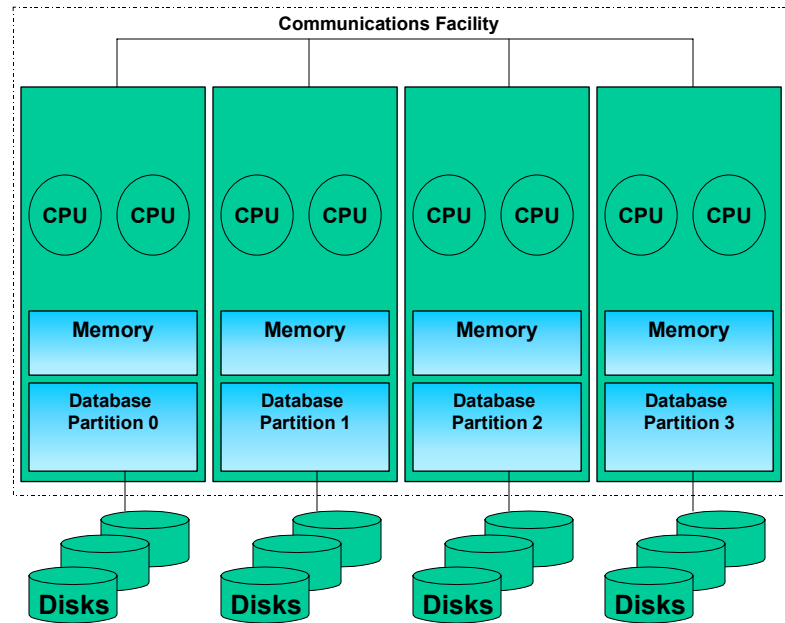 Communications Facility
CPU CPU CPU CPU CPU CPU CPU CPU
Memory Memory Memory Memory
Database Database Database Database
Partition 0 Partition 1 Partition 2 Partition 3
Disks Disks Disks Disks